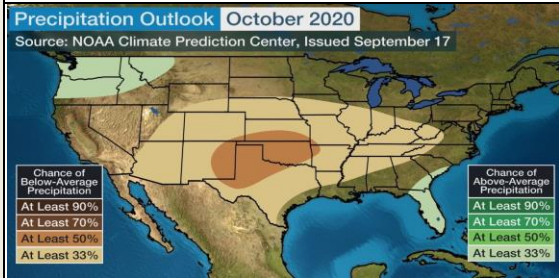 Precipitation Outlook October 2020
Source: NOAA Climate Prediction Center, Issued September 17
Chance of
Below-Average
Precipitation
At Least 90%
At Least 70%
At Least 50%
At Least 33%
Chance of
Above-Average
Precipitation
At Least 90%
At Least 70%
At Least 50%
At Least 33%